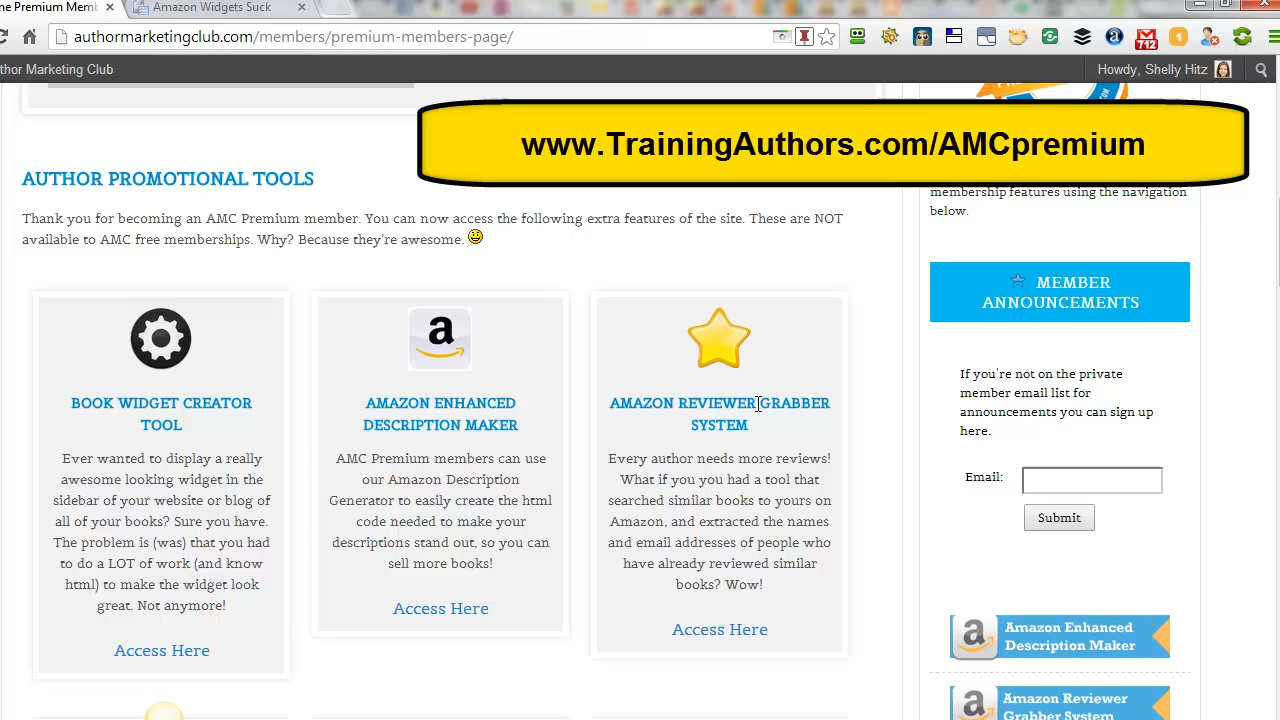 ne Premium Memb
Amazon Widgets Suck
authormarketingclub.com/members/premium-members-page/
712
1
thor Marketing Club
Howdy, Shelly Hitz
www.TrainingAuthors.com/AMCpremium
AUTHOR PROMOTIONAL TOOLS
Thank you for becoming an AMC Premium member. You can now access the following extra features of the site. These are NOT
available to AMC free memberships. Why? Because they're awesome.
BOOK WIDGET CREATOR
TOOL
Ever wanted to display a really
awesome looking widget in the
sidebar of your website or blog of
all of your books? Sure you have.
The problem is (was) that you had
to do a LOT of work (and know
html) to make the widget look
great. Not anymore!
Access Here
a
AMAZON ENHANCED
DESCRIPTION MAKER
AMC Premium members can use
our Amazon Description
Generator to easily create the html
code needed to make your
descriptions stand out, so you can
sell more books!
Access Here
AMAZON REVIEWER GRABBER
SYSTEM
Every author needs more reviews!
What if you you had a tool that
searched similar books to yours on
Amazon, and extracted the names
and email addresses of people who
have already reviewed similar
books? Wow!
Access Here
membership features using the navigation
below.
MEMBER
ANNOUNCEMENTS
If you're not on the private
member email list for
announcements you can sign up
here.
Email:
Submit
a
Amazon Enhanced
Description Maker
a
Amazon Reviewer
Grabber System